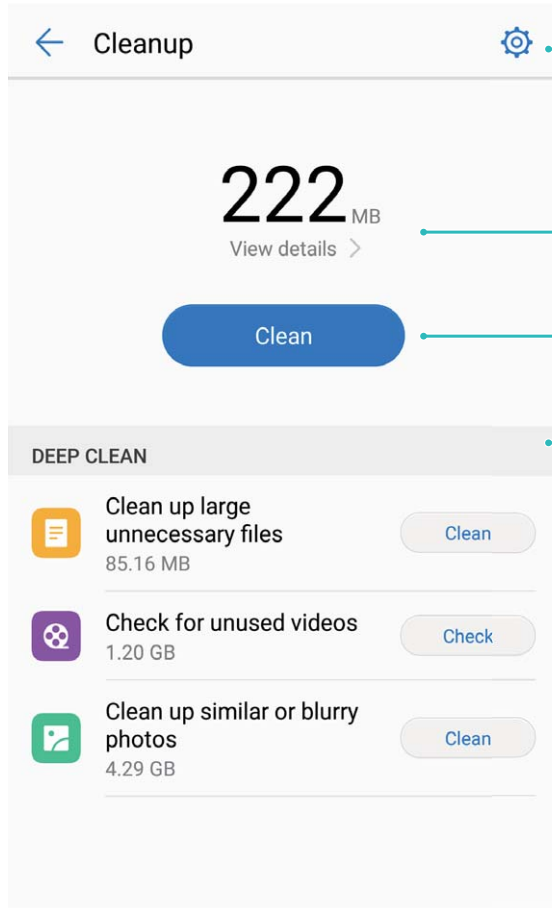 Cleanup
222 MB
View details
Clean
DEEP CLEAN
Clean up large
unnecessary files
Clean
85.16 MB
Check for unused videos
Check
1.20 GB
Clean up similar or blurry
photos
Clean
4.29 GB